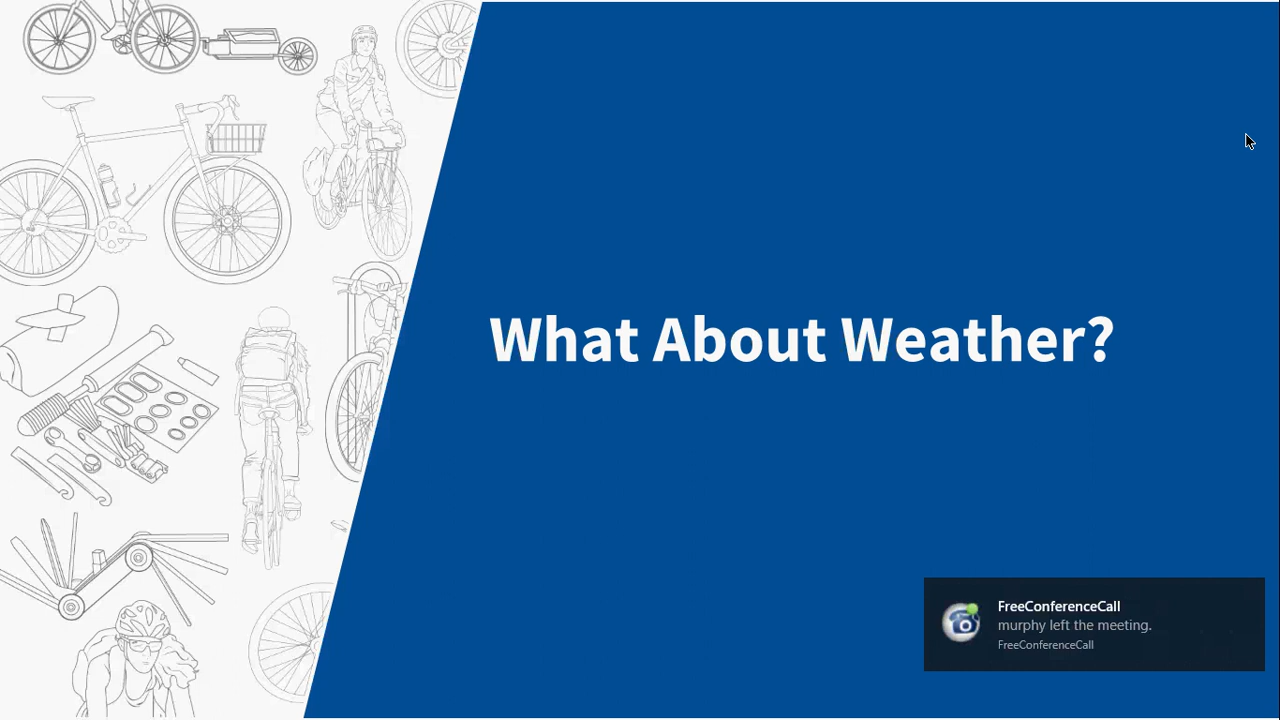 What About Weather?
FreeConferenceCall
murphy left the meeting.
FreeConferenceCall